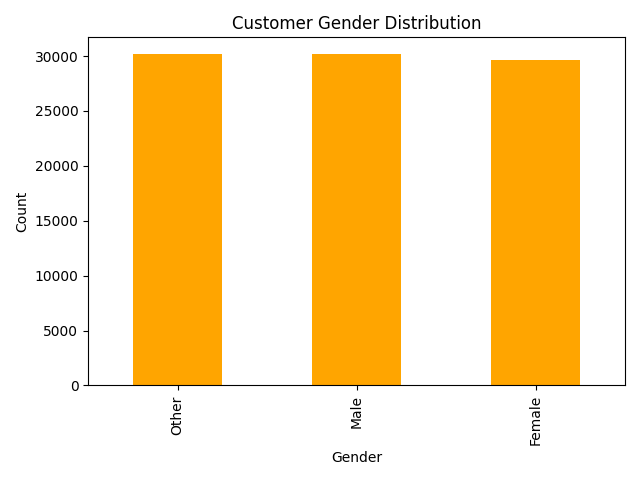 Customer Gender Distribution
30000
25000
20000
15000
10000
5000
0
Count
Other
Male
Female
Gender